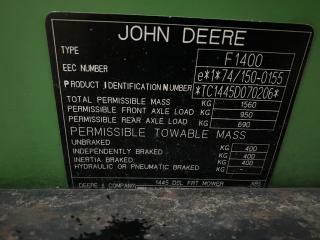 JOHN DEERE
TYPE F1400
EEC NUMBER e*1*74/150-0155
PRODUCT IDENTIFICATION NUMBER *TC1445D070206*
TOTAL PERMISSIBLE MASS KG 1560
PERMISSIBLE FRONT AXLE LOAD KG 950
PERMISSIBLE REAR AXLE LOAD KG 690
PERMISSIBLE TOWABLE MASS
UNBRAKED KG 400
INDEPENDENTLY BRAKED KG 400
INERTIA BRAKED KG 400
HYDRAULIC OR PNEUMATIC BRAKED KG -
DEERE & COMPANY 1445 DSL FRT MOWER